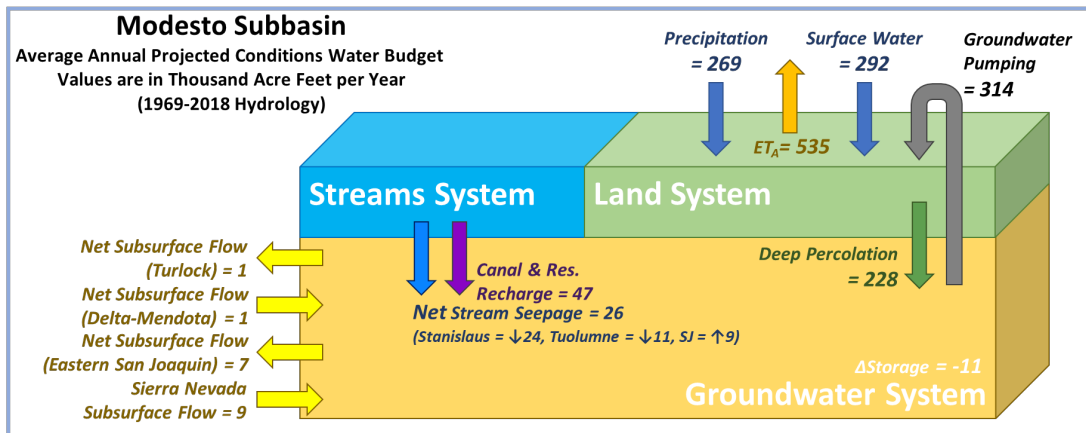 Modesto Subbasin
Average Annual Projected Conditions Water Budget
Values are in Thousand Acre Feet per Year
(1969-2018 Hydrology)
Precipitation
= 269
Surface Water
= 292
Groundwater
Pumping
= 314
ETA= 535
Streams System
Land System
Net Subsurface Flow
(Turlock) = 1
Net Subsurface Flow
(Delta-Mendota) = 1
Net Subsurface Flow
(Eastern San Joaquin) = 7
Sierra Nevada
Subsurface Flow = 9
Canal & Res.
Recharge = 47
Net Stream Seepage = 26
(Stanislaus = ↓24, Tuolumne = ↓11, SJ = ↑9)
Deep Percolation
= 228
ΔStorage = -11
Groundwater System